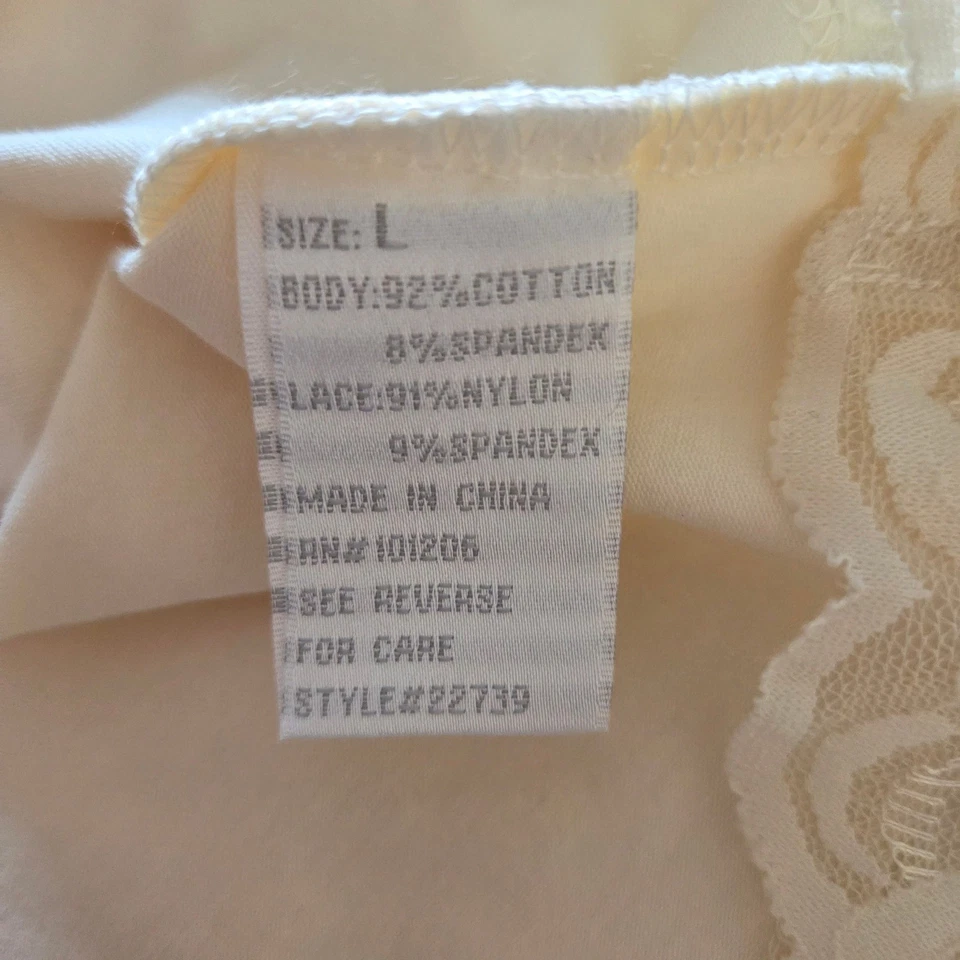 SIZE: L
BODY:92%COTTON
8%SPANDEX
LACE:91%NYLON
9%SPANDEX
MADE IN CHINA
RN#101206
SEE REVERSE
FOR CARE
STYLE#22739